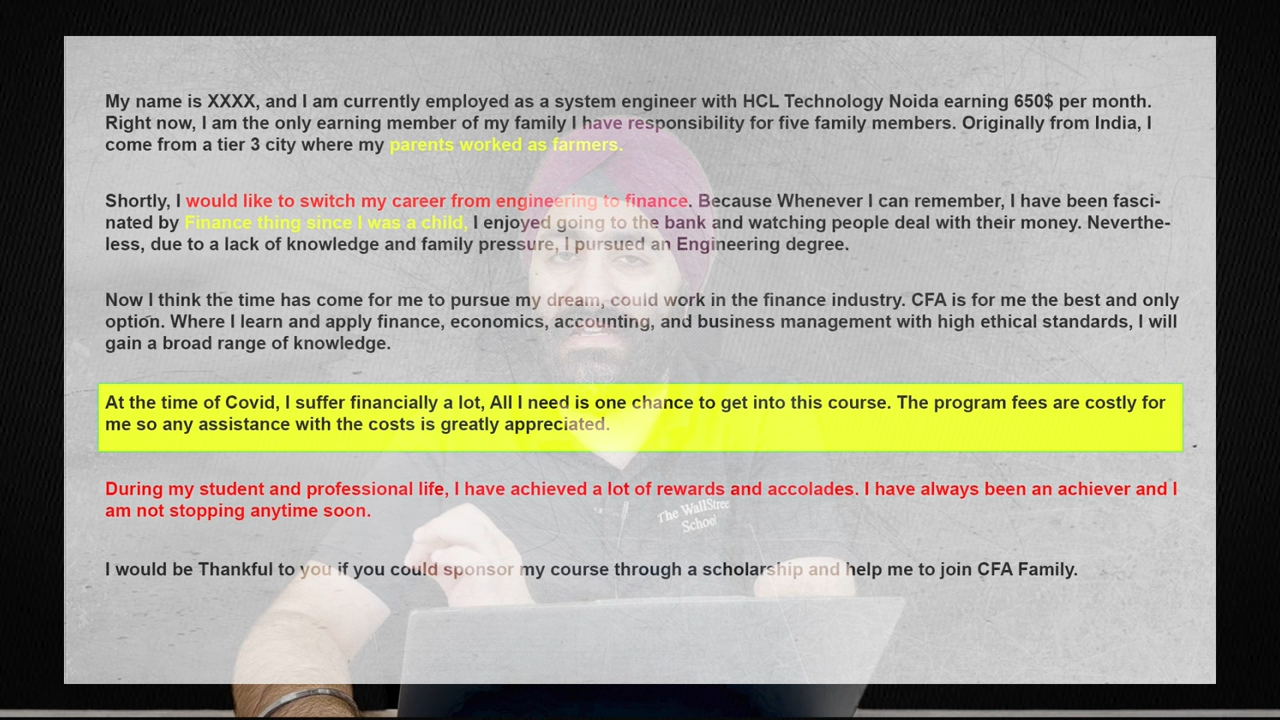 My name is XXXX, and I am currently employed as a system engineer with HCL Technology Noida earning 650$ per month.
Right now, I am the only earning member of my family I have responsibility for five family members. Originally from India, I
come from a tier 3 city where my parents worked as farmers.
Shortly, I would like to switch my career from engineering to finance. Because Whenever I can remember, I have been fasci-
nated by Finance thing since I was a child, I enjoyed going to the bank and watching people deal with their money. Neverthe-
less, due to a lack of knowledge and family pressure, I pursued an Engineering degree.
Now I think the time has come for me to pursue my dream, could work in the finance industry. CFA is for me the best and only
option. Where I learn and apply finance, economics, accounting, and business management with high ethical standards, I will
gain a broad range of knowledge.
At the time of Covid, I suffer financially a lot, All I need is one chance to get into this course. The program fees are costly for
me so any assistance with the costs is greatly appreciated.
During my student and professional life, I have achieved a lot of rewards and accolades. I have always been an achiever and I
am not stopping anytime soon.
The WallStreet
School
I would be Thankful to you if you could sponsor my course through a scholarship and help me to join CFA Family.